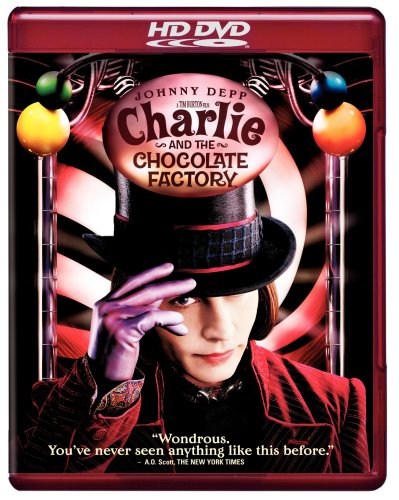 HD DVD
JOHNNY DEPP
A TIM BURTON FILM
Charlie
AND THE
CHOCOLATE
FACTORY
“Wondrous.
You’ve never seen anything like this before.”
– A.O. Scott, THE NEW YORK TIMES